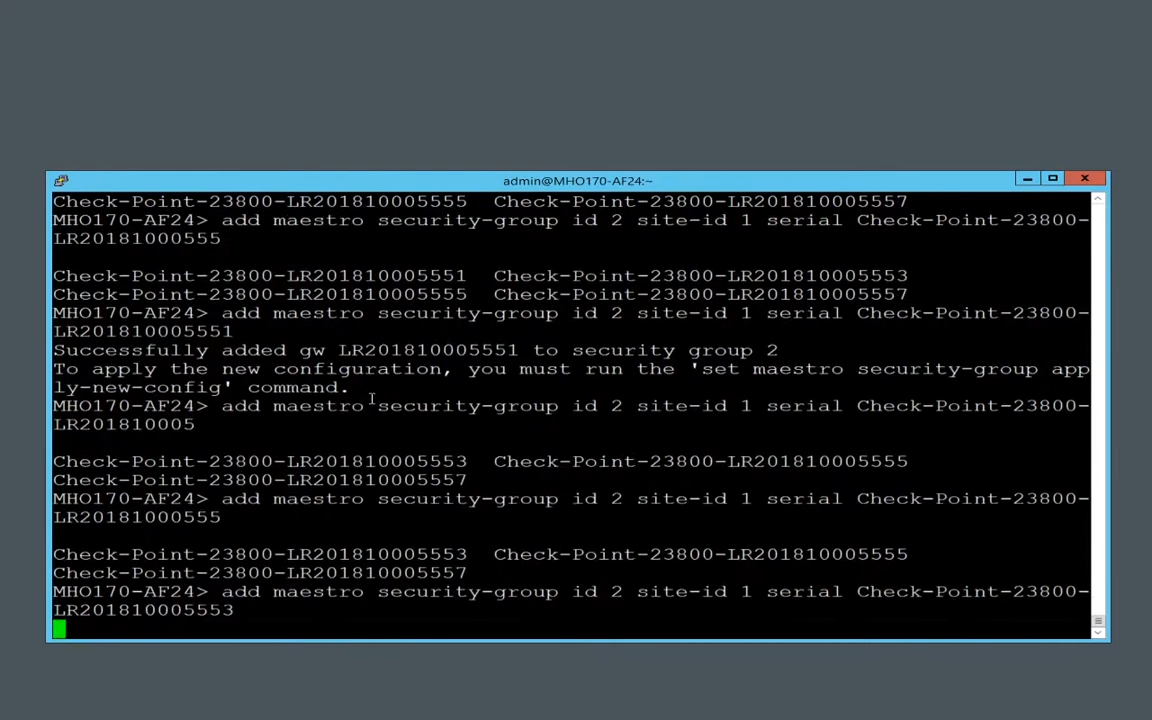 admin@MHO170-AF24:~
Check-Point-23800-LR201810005555  Check-Point-23800-LR201810005557
MHO170-AF24> add maestro security-group id 2 site-id 1 serial Check-Point-23800-
LR20181000555
Check-Point-23800-LR201810005551  Check-Point-23800-LR201810005553
Check-Point-23800-LR201810005555  Check-Point-23800-LR201810005557
MHO170-AF24> add maestro security-group id 2 site-id 1 serial Check-Point-23800-
LR201810005551
Successfully added gw LR201810005551 to security group 2
To apply the new configuration, you must run the 'set maestro security-group app
ly-new-config' command.
MHO170-AF24> add maestro security-group id 2 site-id 1 serial Check-Point-23800-
LR201810005
Check-Point-23800-LR201810005553  Check-Point-23800-LR201810005555
Check-Point-23800-LR201810005557
MHO170-AF24> add maestro security-group id 2 site-id 1 serial Check-Point-23800-
LR20181000555
Check-Point-23800-LR201810005553  Check-Point-23800-LR201810005555
Check-Point-23800-LR201810005557
MHO170-AF24> add maestro security-group id 2 site-id 1 serial Check-Point-23800-
LR201810005553